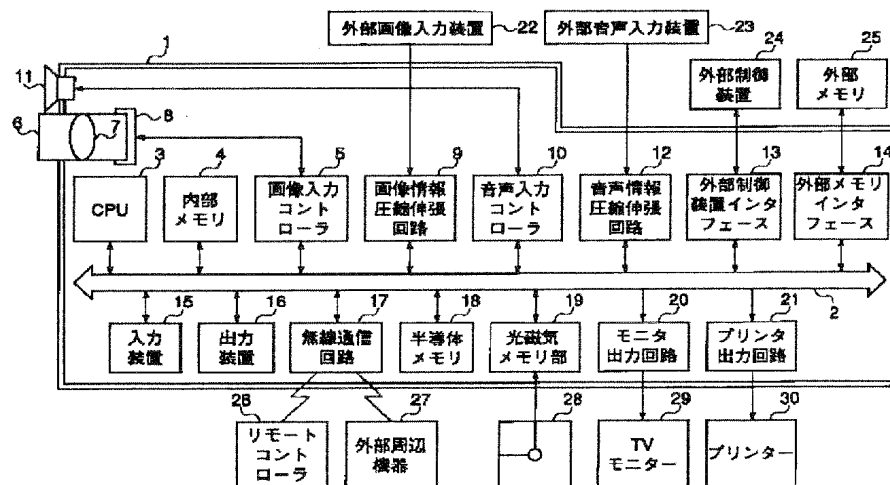 外部画像入力装置
22
外部音声入力装置
23
1
24
25
11
外部制御
装置
外部
メモリ
6
7
8
3
4
5
9
10
12
13
14
CPU
内部
メモリ
画像入力
コント
ローラ
画像情報
圧縮伸張
回路
音声入力
コント
ローラ
音声情報
圧縮伸張
回路
外部制御
装置インタ
フェース
外部メモリ
インタ
フェース
2
15
16
17
18
19
20
21
入力
装置
出力
装置
無線通信
回路
半導体
メモリ
光磁気
メモリ部
モニタ
出力回路
プリンタ
出力回路
26
27
28
29
30
リモート
コント
ローラ
外部周辺
機器
TV
モニター
プリンター